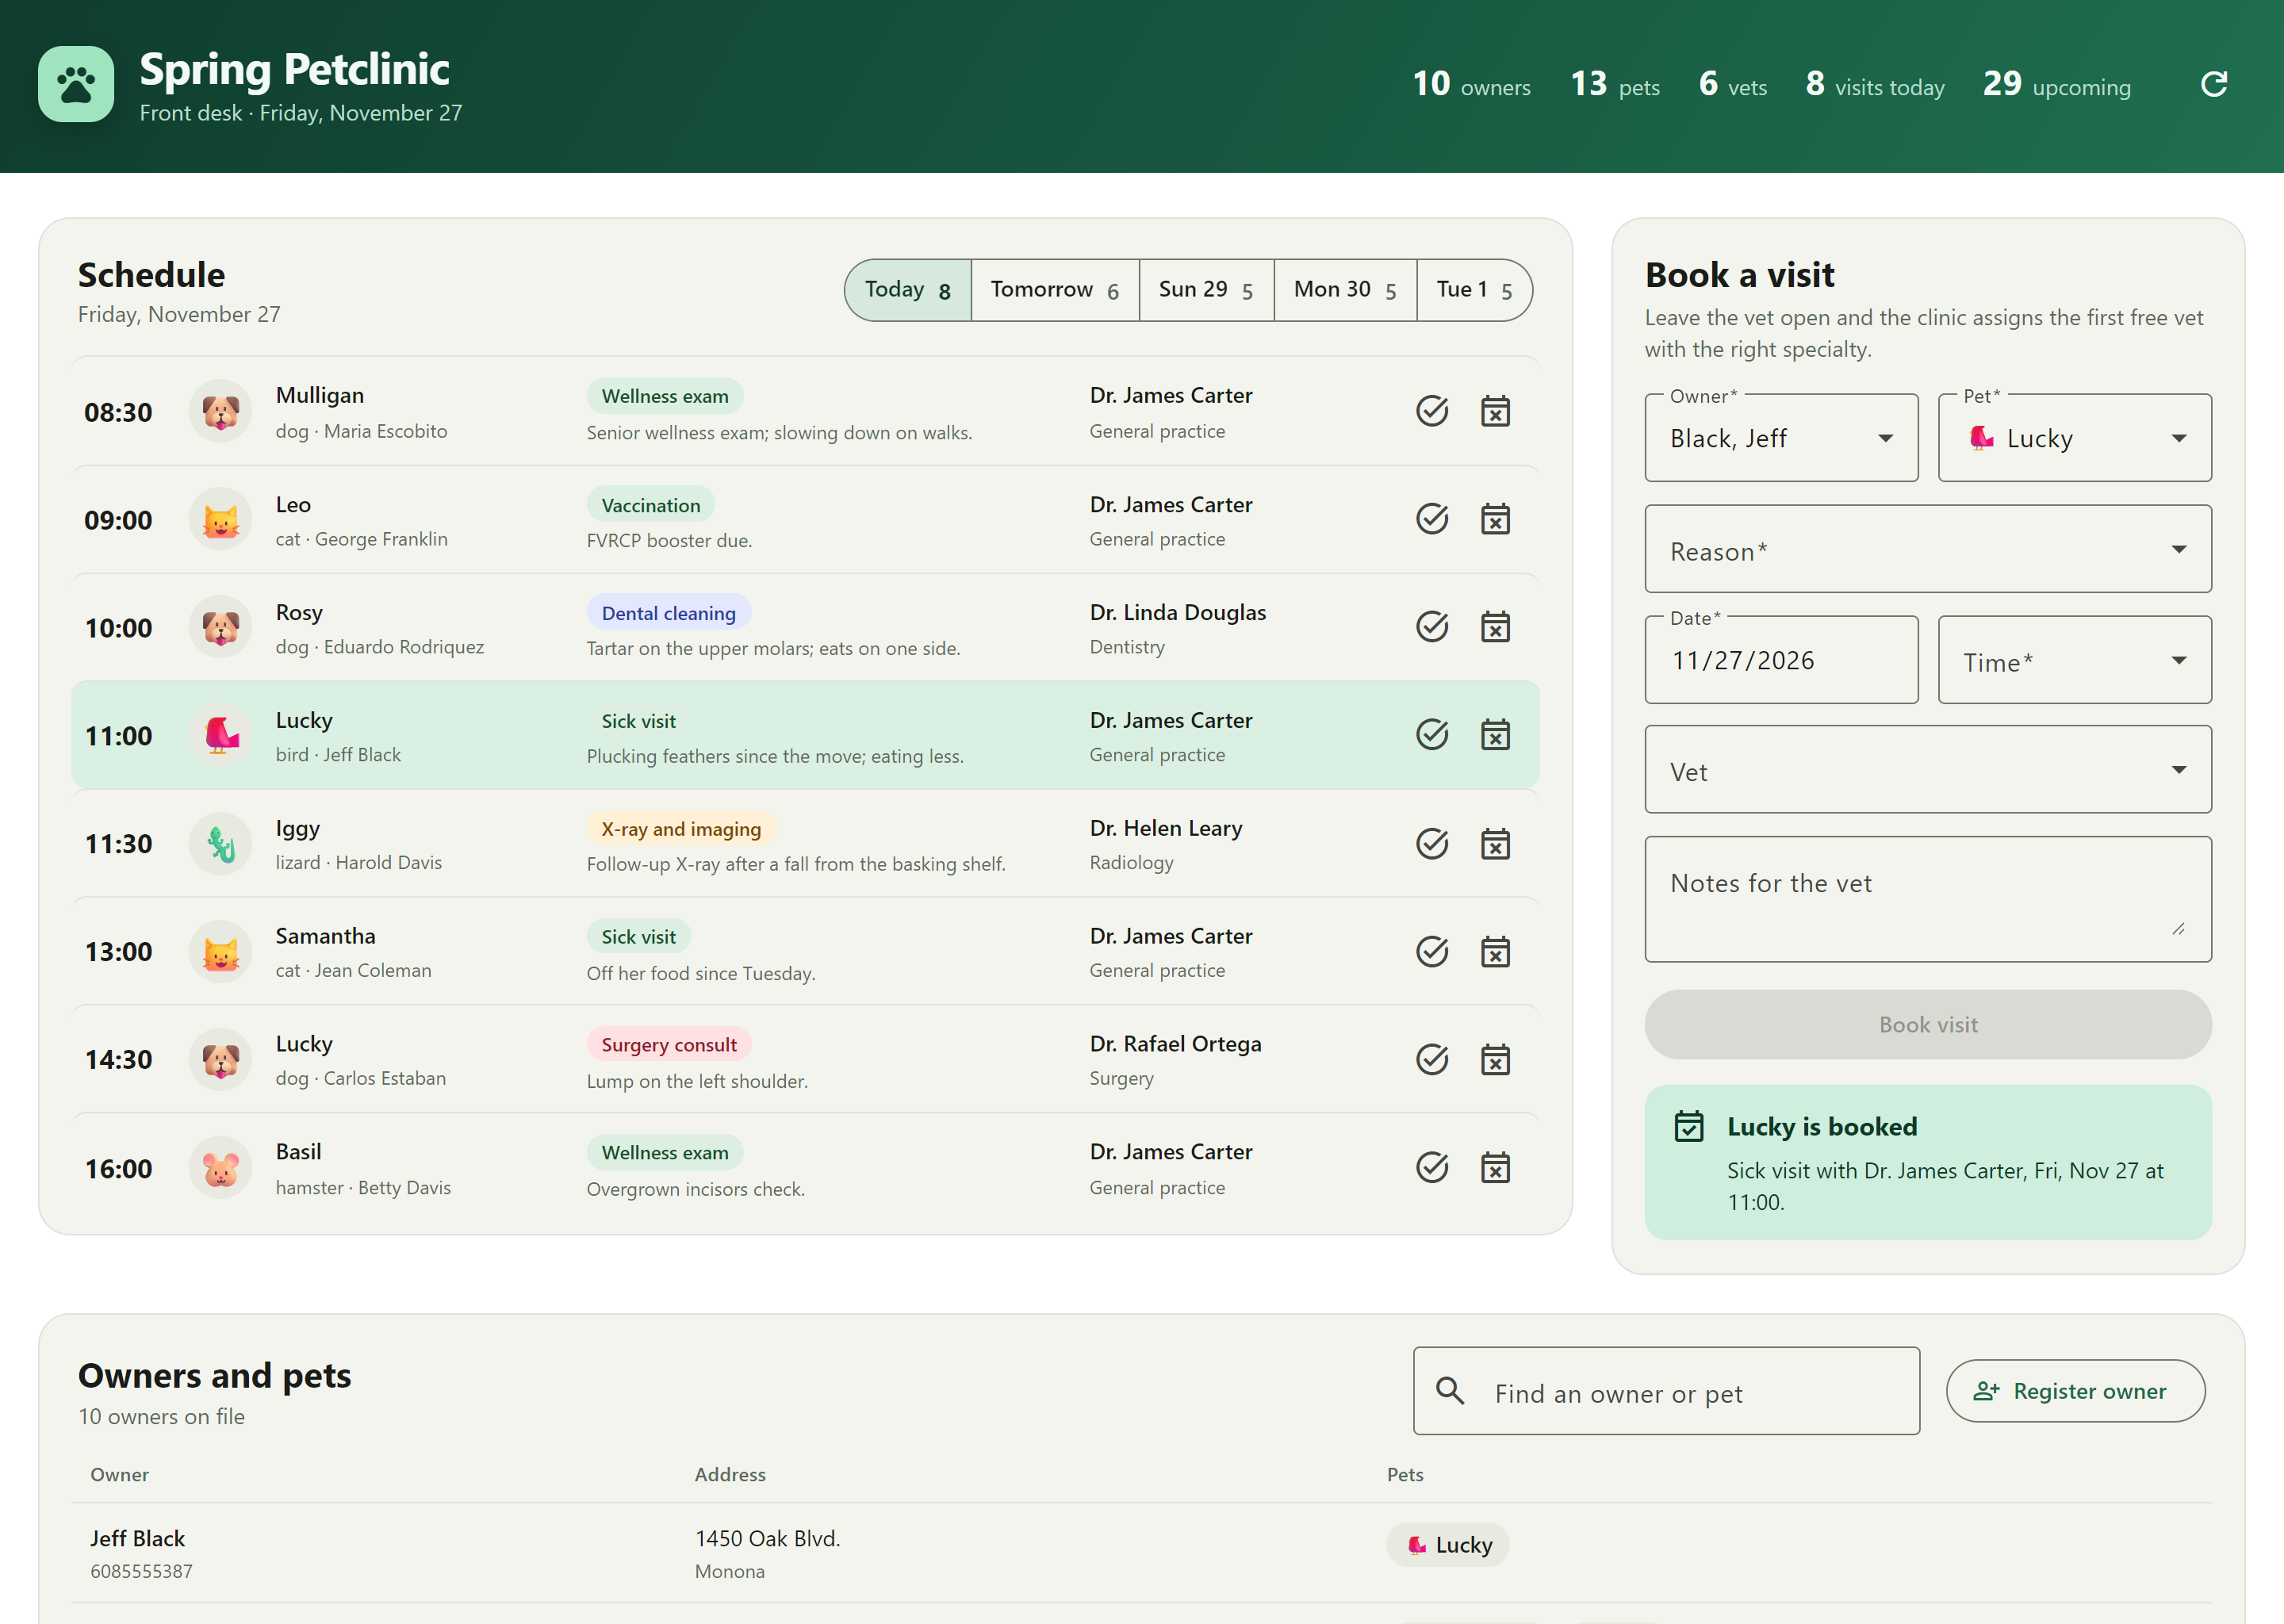 Spring Petclinic
Front desk · Friday, November 27
10 owners 13 pets 6 vets 8 visits today 29 upcoming
Schedule
Friday, November 27
Today 8 Tomorrow 6 Sun 29 5 Mon 30 5 Tue 1 5
08:30 Mulligan Wellness exam Dr. James Carter
dog · Maria Escobito Senior wellness exam; slowing down on walks. General practice
09:00 Leo Vaccination Dr. James Carter
cat · George Franklin FVRCP booster due. General practice
10:00 Rosy Dental cleaning Dr. Linda Douglas
dog · Eduardo Rodriquez Tartar on the upper molars; eats on one side. Dentistry
11:00 Lucky Sick visit Dr. James Carter
bird · Jeff Black Plucking feathers since the move; eating less. General practice
11:30 Iggy X-ray and imaging Dr. Helen Leary
lizard · Harold Davis Follow-up X-ray after a fall from the basking shelf. Radiology
13:00 Samantha Sick visit Dr. James Carter
cat · Jean Coleman Off her food since Tuesday. General practice
14:30 Lucky Surgery consult Dr. Rafael Ortega
dog · Carlos Estaban Lump on the left shoulder. Surgery
16:00 Basil Wellness exam Dr. James Carter
hamster · Betty Davis Overgrown incisors check. General practice
Book a visit
Leave the vet open and the clinic assigns the first free vet
with the right specialty.
Owner* Pet*
Black, Jeff Lucky
Reason*
Date*
11/27/2026 Time*
Vet
Notes for the vet
Book visit
Lucky is booked
Sick visit with Dr. James Carter, Fri, Nov 27 at
11:00.
Owners and pets
10 owners on file
Find an owner or pet
Register owner
Owner Address Pets
Jeff Black 1450 Oak Blvd. Lucky
6085555387 Monona